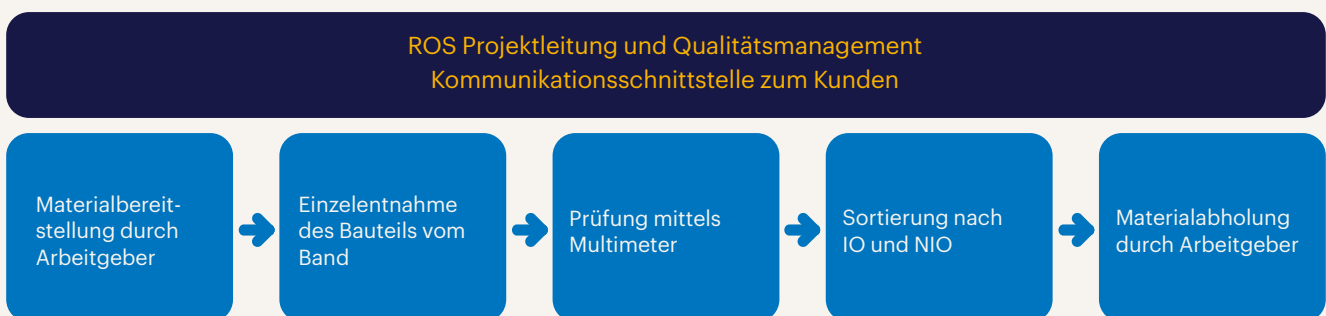 ROS Projektleitung und Qualitätsmanagement
Kommunikationsschnittstelle zum Kunden
Materialbereit-
stellung durch
Arbeitgeber
Einzelentnahme
des Bauteils vom
Band
Prüfung mittels
Multimeter
Sortierung nach
IO und NIO
Materialabholung
durch Arbeitgeber